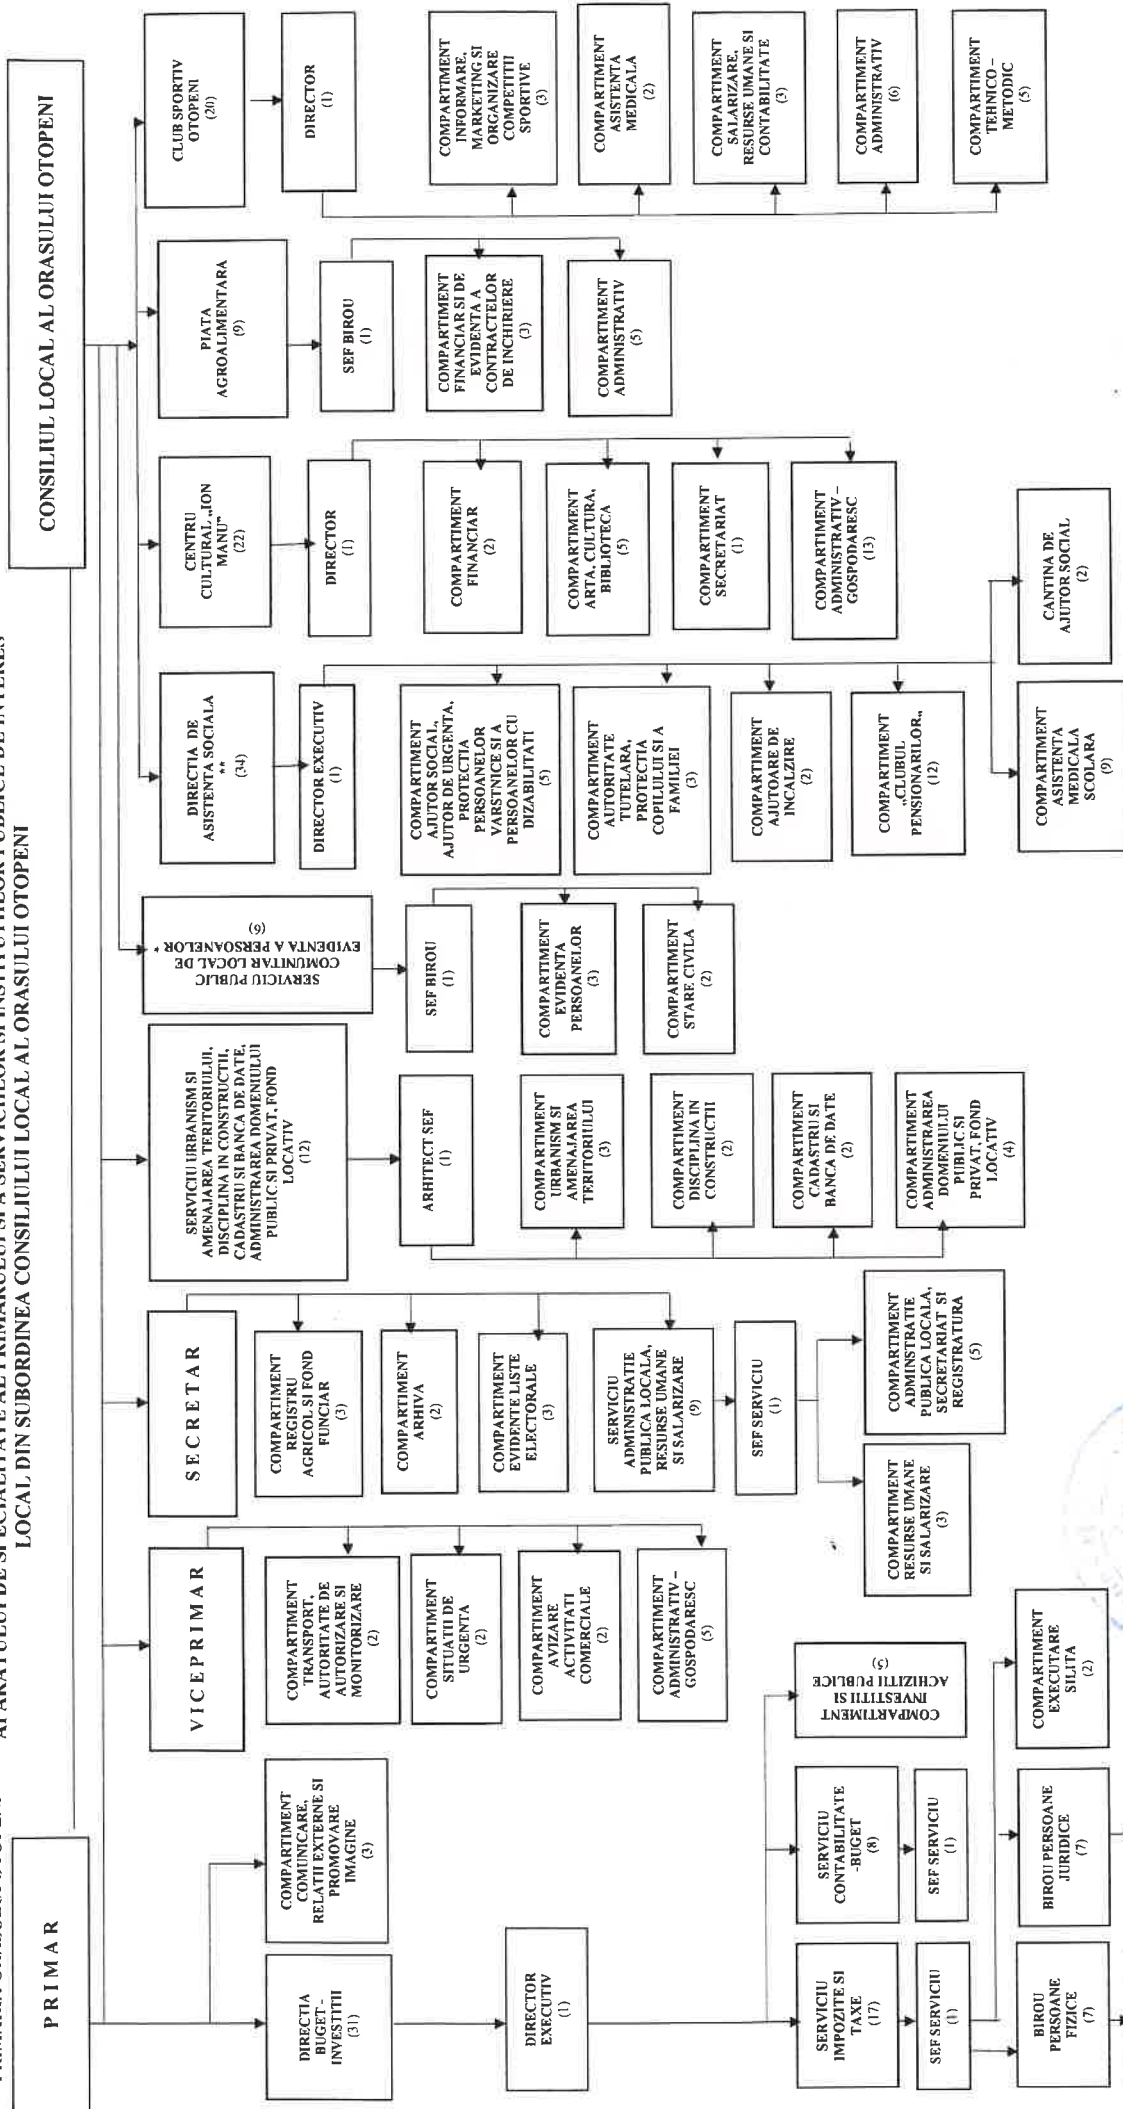 LOCAL DIN SUBORDINEA CONSILIULUI LOCAL AL ORASULUI OTOPENI
PRIMAR
CONSILIUL LOCAL AL ORASULUI OTOPENI
VICEPRIMAR
SECRETAR
SERVICIU URBANISM SI
AMENAJAREA TERITORIULUI,
DISCIPLINA IN CONSTRUCTII,
CADASTRU SI BANCA DE DATE,
ADMINISTRAREA DOMENIULUI
PUBLIC SI PRIVAT, FOND
LOCATIV
(12)
SERVICIU PUBLIC
COMUNITAR LOCAL DE
EVIDENTA A PERSOANELOR *
(6)
DIRECTIA DE
ASISTENTA SOCIALA
**
(34)
CENTRU
CULTURAL „ION
MANU”
(22)
PIATA
AGROALIMENTARA
(9)
CLUB SPORTIV
OTOPENI
(20)
DIRECTIA
BUGET -
INVESTITII
(31)
COMPARTIMENT
COMUNICARE,
RELATII EXTERNE SI
PROMOVARE
IMAGINE
(3)
COMPARTIMENT
TRANSPORT,
AUTORITATE DE
AUTORIZARE SI
MONITORIZARE
(2)
COMPARTIMENT
SITUATII DE
URGENTA
(2)
COMPARTIMENT
AVIZARE
ACTIVITATI
COMERCIALE
(2)
COMPARTIMENT
ADMINISTRATIV –
GOSPODARESC
(5)
COMPARTIMENT
REGISTRU
AGRICOL SI FOND
FUNCIAR
(3)
COMPARTIMENT
ARHIVA
(2)
COMPARTIMENT
EVIDENTE LISTE
ELECTORALE
(3)
SERVICIU
ADMINISTRATIE
PUBLICA LOCALA,
RESURSE UMANE
SI SALARIZARE
(9)
SEF SERVICIU
(1)
COMPARTIMENT
RESURSE UMANE
SI SALARIZARE
(3)
COMPARTIMENT
ADMINSTRATIE
PUBLICA LOCALA,
SECRETARIAT SI
REGISTRATURA
(5)
ARHITECT SEF
(1)
COMPARTIMENT
URBANISM SI
AMENAJAREA
TERITORIULUI
(3)
COMPARTIMENT
DISCIPLINA IN
CONSTRUCTII
(2)
COMPARTIMENT
CADASTRU SI
BANCA DE DATE
(2)
COMPARTIMENT
ADMINISTRAREA
DOMENIULUI
PUBLIC SI
PRIVAT, FOND
LOCATIV
(4)
SEF BIROU
(1)
COMPARTIMENT
EVIDENTA
PERSOANELOR
(3)
COMPARTIMENT
STARE CIVILA
(2)
DIRECTOR EXECUTIV
(1)
COMPARTIMENT
AJUTOR SOCIAL,
AJUTOR DE URGENTA,
PROTECTIA
PERSOANELOR
VARSTNICE SI A
PERSOANELOR CU
DIZABILITATI
(5)
COMPARTIMENT
AUTORITATE
TUTELARA,
PROTECTIA
COPILULUI SI A
FAMILIEI
(3)
COMPARTIMENT
AJUTOARE DE
INCALZIRE
(2)
COMPARTIMENT
„CLUBUL
PENSIONARILOR„
(12)
COMPARTIMENT
ASISTENTA
MEDICALA
SCOLARA
(9)
CANTINA DE
AJUTOR SOCIAL
(2)
DIRECTOR
(1)
COMPARTIMENT
FINANCIAR
(2)
COMPARTIMENT
ARTA, CULTURA,
BIBLIOTECA
(5)
COMPARTIMENT
SECRETARIAT
(1)
COMPARTIMENT
ADMINISTRATIV –
GOSPODARESC
(13)
SEF BIROU
(1)
COMPARTIMENT
FINANCIAR SI DE
EVIDENTA A
CONTRACTELOR
DE INCHIRIERE
(3)
COMPARTIMENT
ADMINISTRATIV
(5)
DIRECTOR
(1)
COMPARTIMENT
INFORMARE,
MARKETING SI
ORGANIZARE
COMPETITII
SPORTIVE
(3)
COMPARTIMENT
ASISTENTA
MEDICALA
(2)
COMPARTIMENT
SALARIZARE,
RESURSE UMANE SI
CONTABILITATE
(3)
COMPARTIMENT
ADMINISTRATIV
(6)
COMPARTIMENT
TEHNICO –
METODIC
(5)
DIRECTOR
EXECUTIV
(1)
SERVICIU
IMPOZITE SI
TAXE
(17)
SERVICIU
CONTABILITATE
-BUGET
(8)
COMPARTIMENT
INVESTITII SI
ACHIZITII PUBLICE
(5)
SEF SERVICIU
(1)
SEF SERVICIU
(1)
BIROU
PERSOANE
FIZICE
(7)
BIROU PERSOANE
JURIDICE
(7)
COMPARTIMENT
EXECUTARE
SILITA
(2)